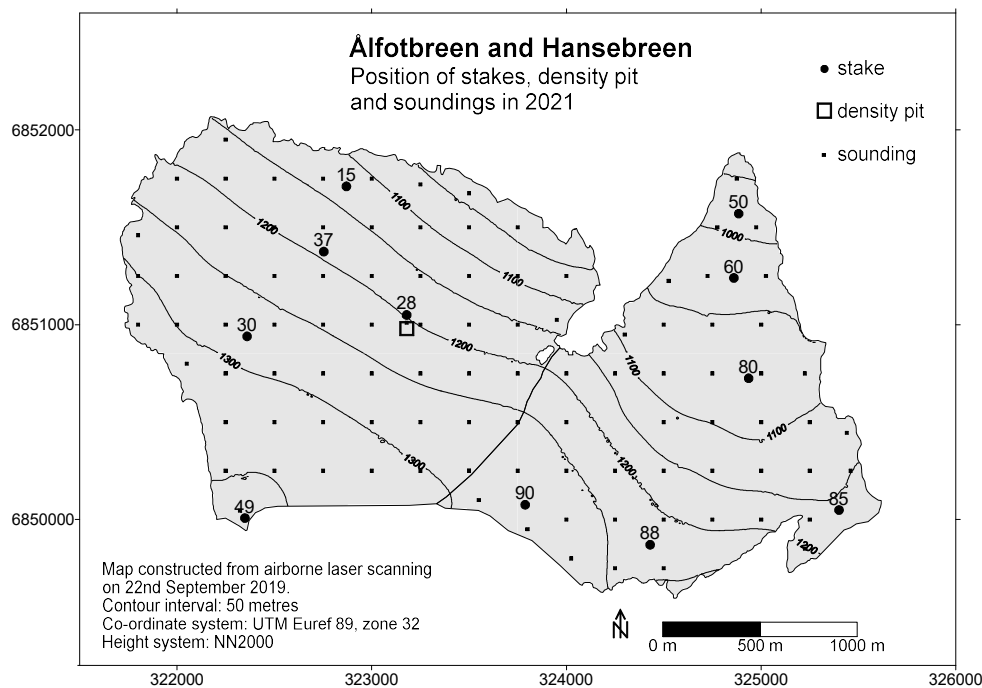 Ålfotbreen and Hansebreen
Position of stakes, density pit
and soundings in 2021
stake
density pit
sounding
6852000
6851000
6850000
15
37
28
30
49
50
60
80
85
90
88
1100
1200
1100
1200
1300
1300
1000
1100
1100
1200
1200
Map constructed from airborne laser scanning
on 22nd September 2019.
Contour interval: 50 metres
Co-ordinate system: UTM Euref 89, zone 32
Height system: NN2000
N
0 m 500 m 1000 m
322000 323000 324000 325000 326000